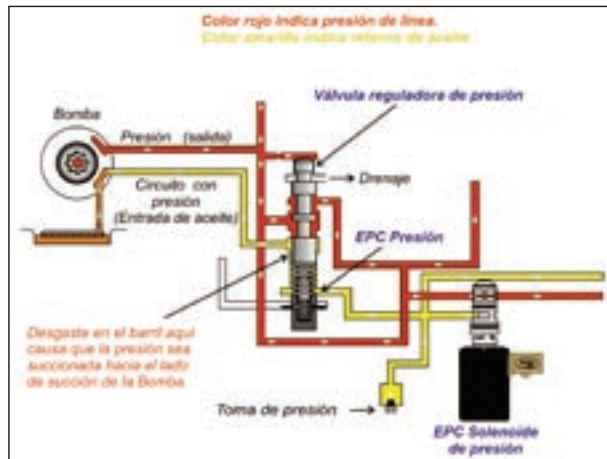 Color rojo indica presión de línea.
Color amarillo indica retorno de aceite
Válvula reguladora de presión
Bomba
Presión (salida)
Drenaje
Circuito con
presión
(Entrada de aceite)
EPC Presión
Desgaste en el barril aqui
causa que la presión sea
succionada hacia el lado
de succión de la Bomba.
Toma de presión
EPC Solenoide
de presión